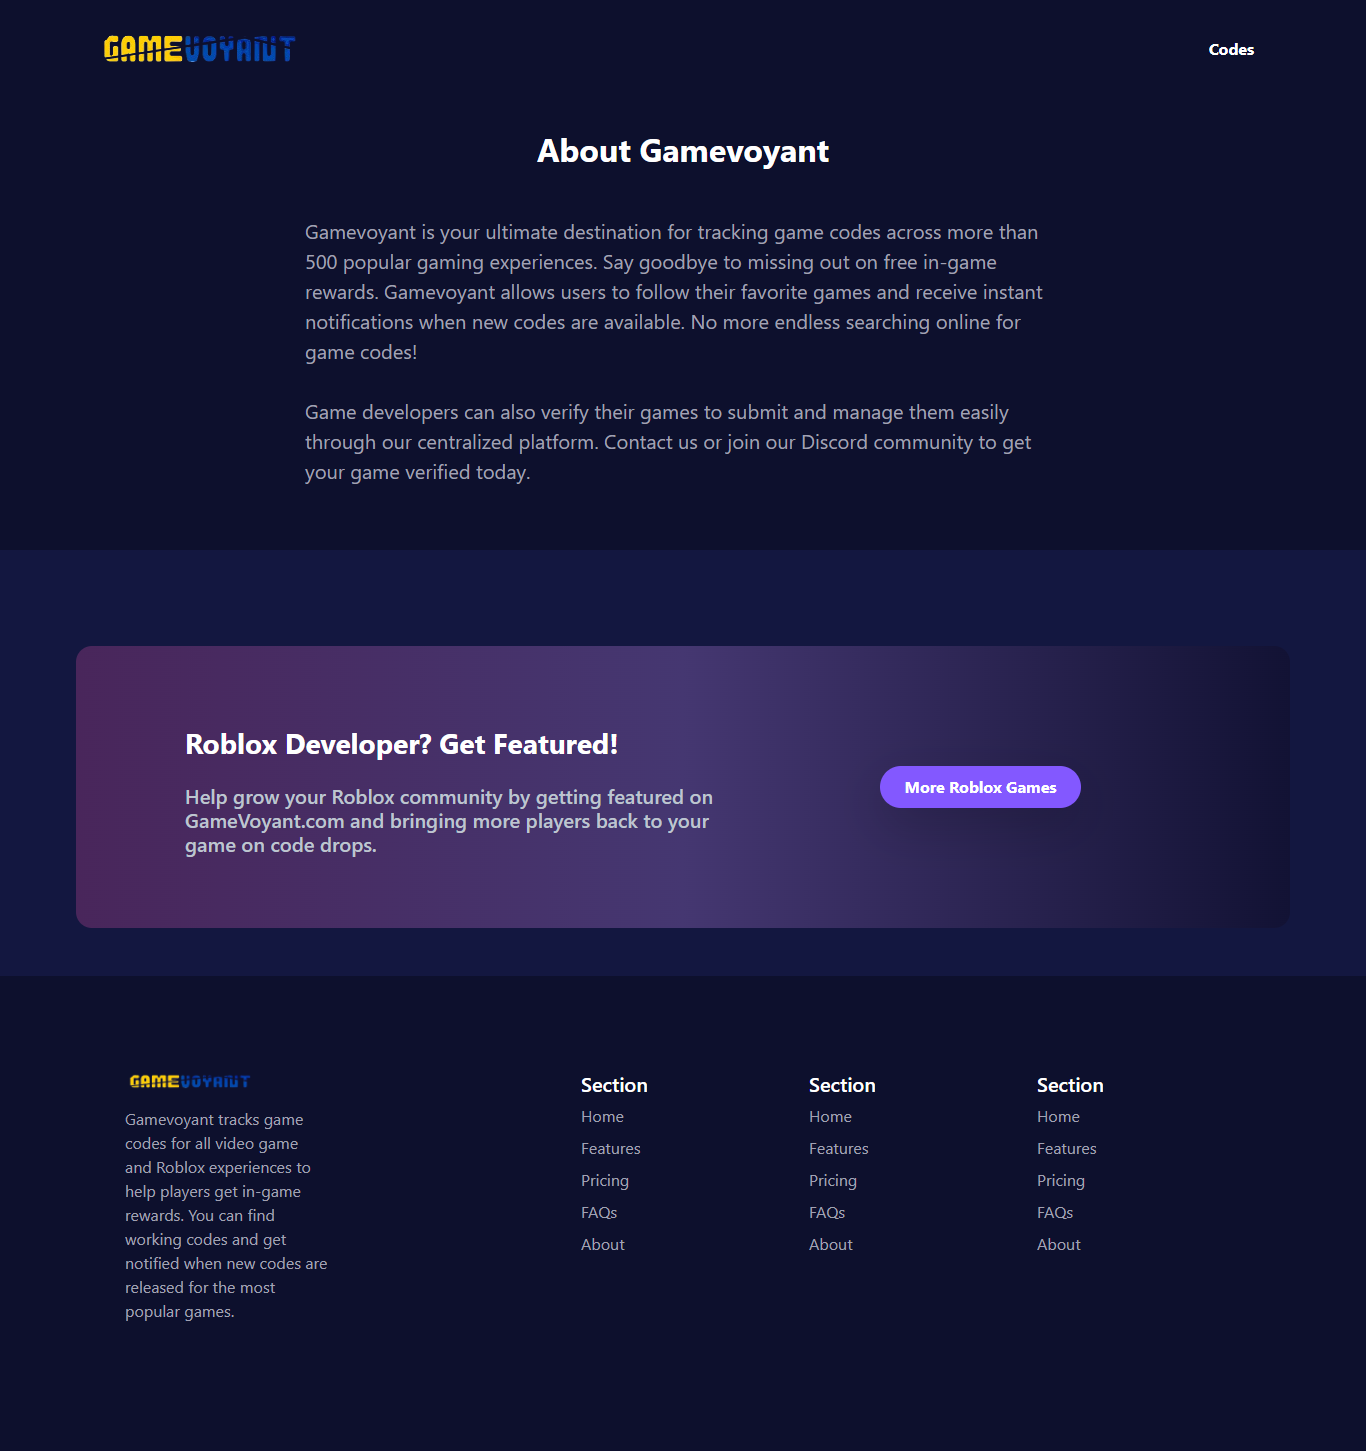 GAMEVOYANT
Codes
About Gamevoyant
Gamevoyant is your ultimate destination for tracking game codes across more than
500 popular gaming experiences. Say goodbye to missing out on free in-game
rewards. Gamevoyant allows users to follow their favorite games and receive instant
notifications when new codes are available. No more endless searching online for
game codes!
Game developers can also verify their games to submit and manage them easily
through our centralized platform. Contact us or join our Discord community to get
your game verified today.
Roblox Developer? Get Featured!
Help grow your Roblox community by getting featured on
GameVoyant.com and bringing more players back to your
game on code drops.
More Roblox Games
GAMEVOYANT
Gamevoyant tracks game
codes for all video game
and Roblox experiences to
help players get in-game
rewards. You can find
working codes and get
notified when new codes are
released for the most
popular games.
Section
Home
Features
Pricing
FAQs
About
Section
Home
Features
Pricing
FAQs
About
Section
Home
Features
Pricing
FAQs
About